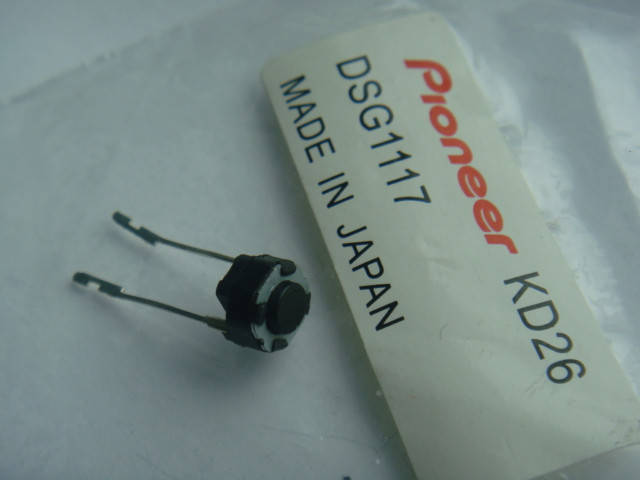 Pioneer KD26
DSG1117
MADE IN JAPAN